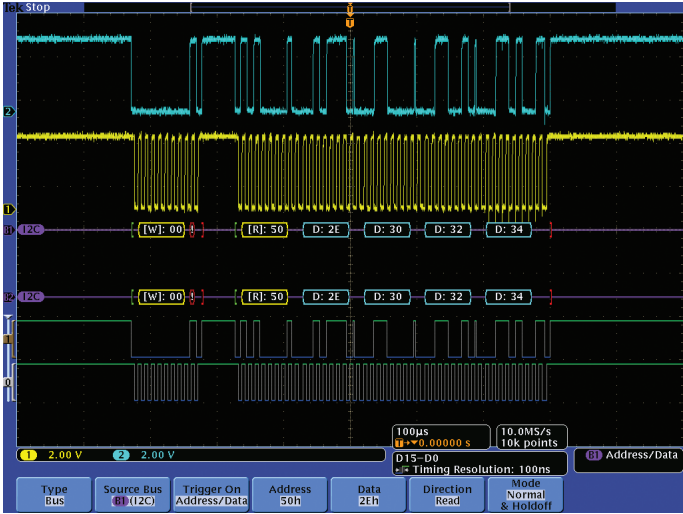 Tek Stop
T
T
2
1
B1 I2C [W]: 00 ! [R]: 50 D: 2E D: 30 D: 32 D: 34
B2 I2C [W]: 00 ! [R]: 50 D: 2E D: 30 D: 32 D: 34
1
0
100μs
T→▼0.00000 s
10.0MS/s
10k points
1 2.00 V 2 2.00 V
D15-D0
Timing Resolution: 100ns
B1 Address/Data
Type
Bus
Source Bus
B1 (I2C)
Trigger On
Address/Data
Address
50h
Data
2Eh
Direction
Read
Mode
Normal
& Holdoff